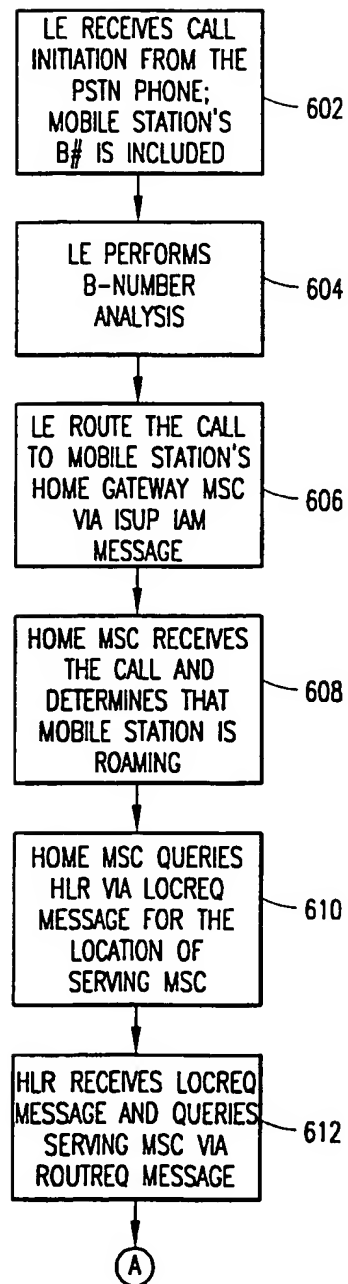 LE RECEIVES CALL
INITIATION FROM THE
PSTN PHONE;
MOBILE STATION'S
B# IS INCLUDED
602
LE PERFORMS
B-NUMBER
ANALYSIS
604
LE ROUTE THE CALL
TO MOBILE STATION'S
HOME GATEWAY MSC
VIA ISUP IAM
MESSAGE
606
HOME MSC RECEIVES
THE CALL AND
DETERMINES THAT
MOBILE STATION IS
ROAMING
608
HOME MSC QUERIES
HLR VIA LOCREQ
MESSAGE FOR THE
LOCATION OF
SERVING MSC
610
HLR RECEIVES LOCREQ
MESSAGE AND QUERIES
SERVING MSC VIA
ROUTREQ MESSAGE
612
A